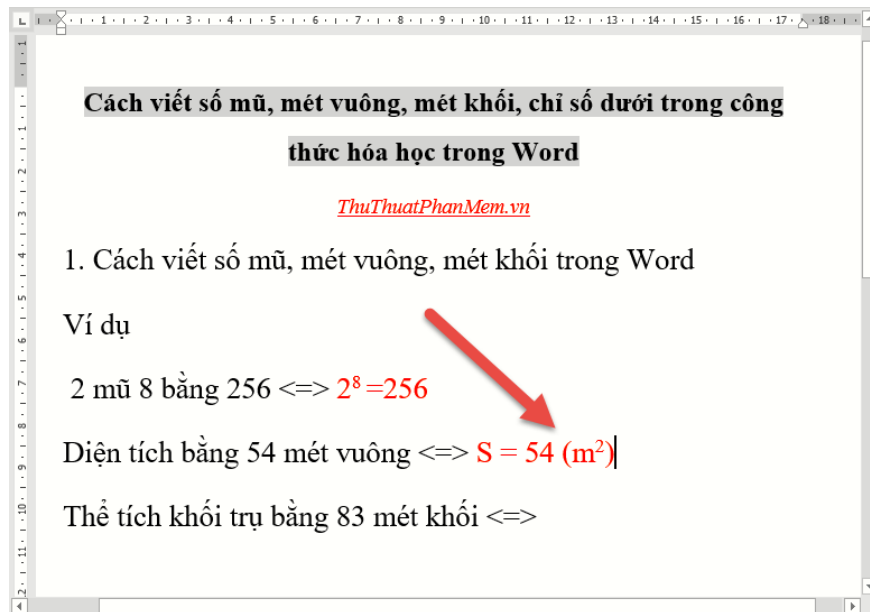 Cách viết số mũ, mét vuông, mét khối, chỉ số dưới trong công
thức hóa học trong Word
ThuThuatPhanMem.vn
1. Cách viết số mũ, mét vuông, mét khối trong Word
Ví dụ
2 mũ 8 bằng 256 <=> 2⁸ =256
Diện tích bằng 54 mét vuông <=> S = 54 (m²)
Thể tích khối trụ bằng 83 mét khối <=>